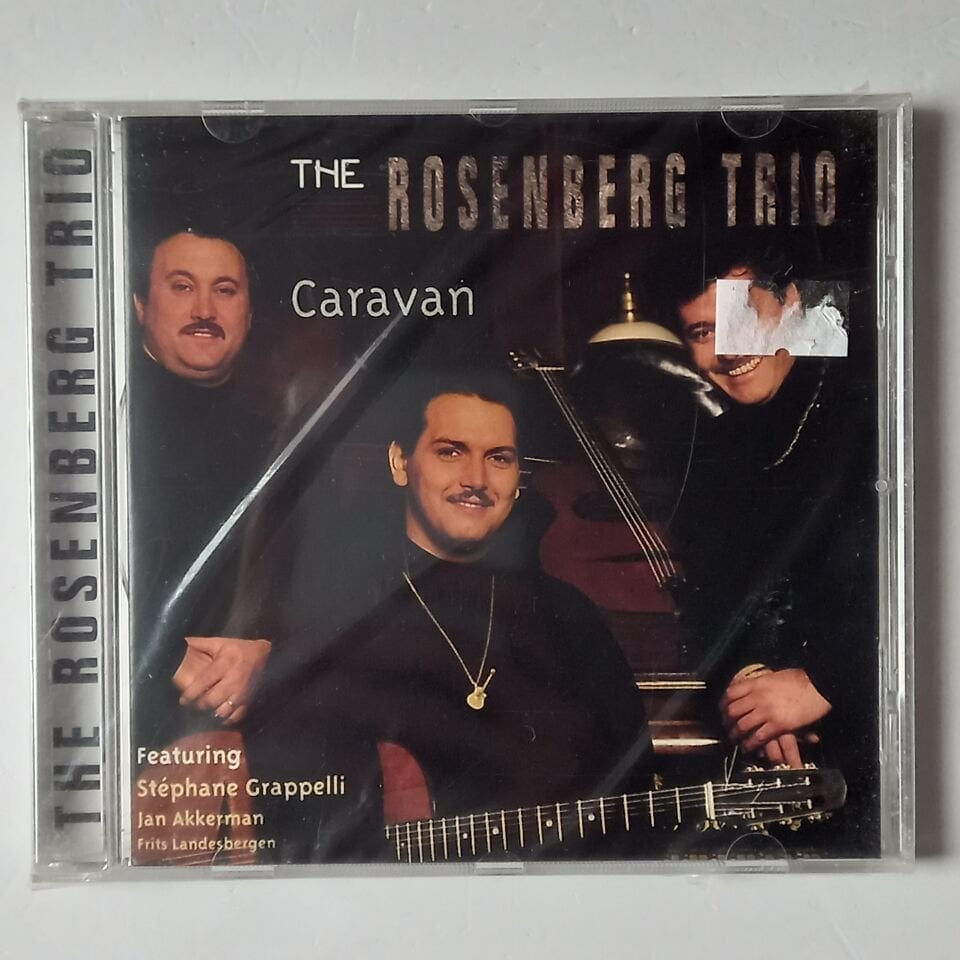 THE ROSENBERG TRIO
THE ROSENBERG TRIO
Caravan
Featuring
Stéphane Grappelli
Jan Akkerman
Frits Landesbergen